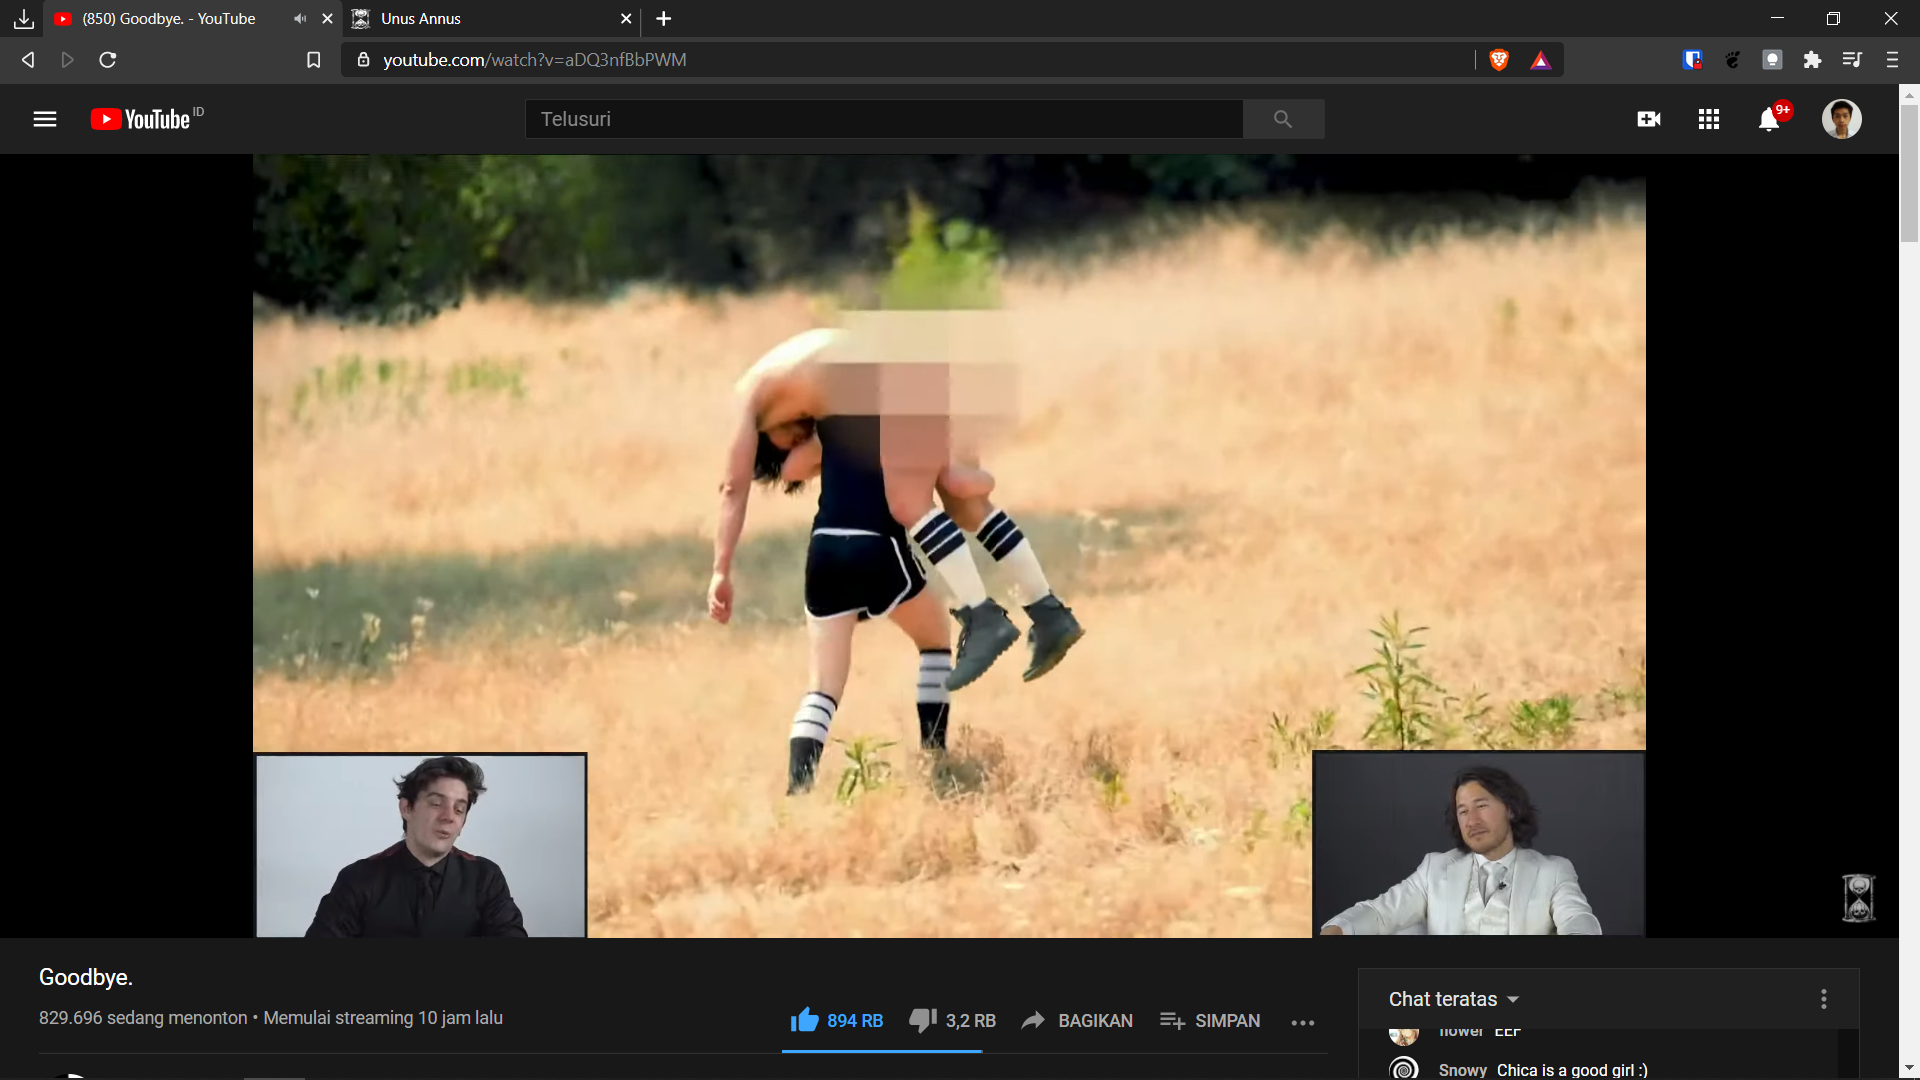 (850) Goodbye. - YouTube
Unus Annus
youtube.com/watch?v=aDQ3nfBbPWM
YouTube ID
Telusuri
9+
Goodbye.
829.696 sedang menonton • Memulai streaming 10 jam lalu
894 RB
3,2 RB
BAGIKAN
SIMPAN
Chat teratas
flower EEF
Snowy Chica is a good girl :)